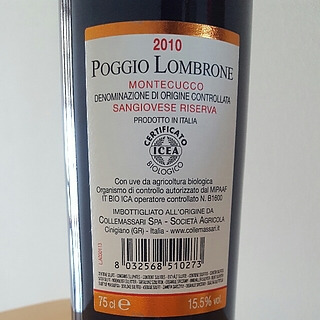 2010
POGGIO LOMBRONE
MONTECUCCO
DENOMINAZIONE DI ORIGINE CONTROLLATA
SANGIOVESE RISERVA
PRODOTTO IN ITALIA
CERTIFICATO
ICEA
BIOLOGICO
Con uve da agricoltura biologica
Organismo di controllo autorizzato dal MIPAAF
IT BIO ICA operatore controllato N. B1600
IMBOTTIGLIATO ALL'ORIGINE DA
COLLEMASSARI SPA - SOCIETÀ AGRICOLA
Cinigiano (GR) - Italia - www.collemassari.it
8 032568 510273
75 cl e
15.5% vol